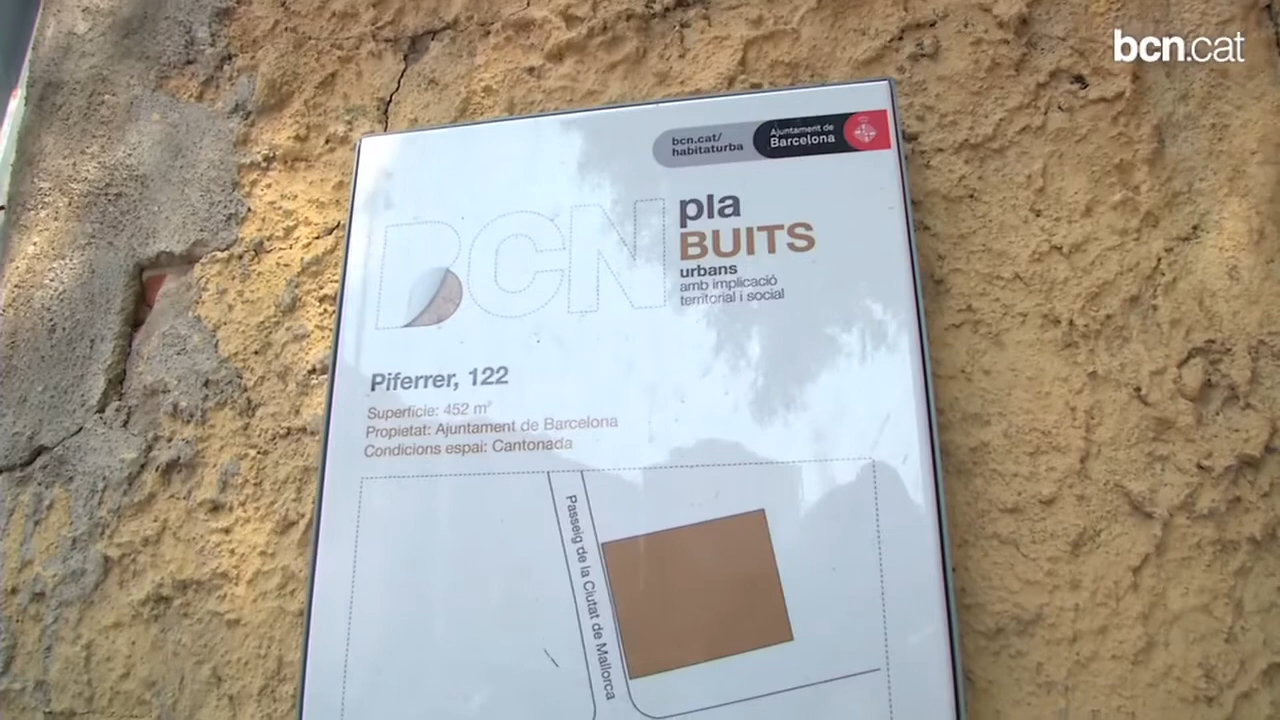 bcn.cat
bcn.cat/
habitaturba
Ajuntament de
Barcelona
BCN
pla
BUITS
urbans
amb implicació
territorial i social
Piferrer, 122
Superfície: 452 m²
Propietat: Ajuntament de Barcelona
Condicions espai: Cantonada
Passeig de la Ciutat de Mallorca